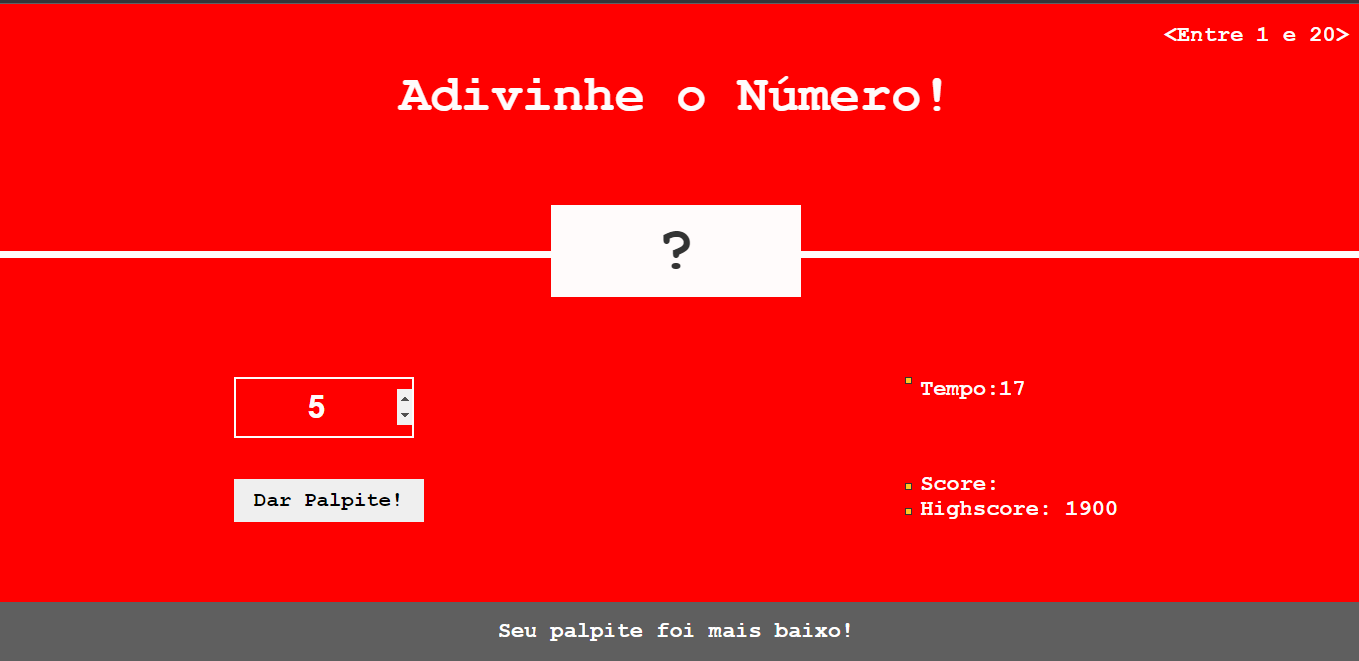 <Entre 1 e 20>
Adivinhe o Número!
?
5
Tempo:17
Dar Palpite!
Score:
Highscore: 1900
Seu palpite foi mais baixo!